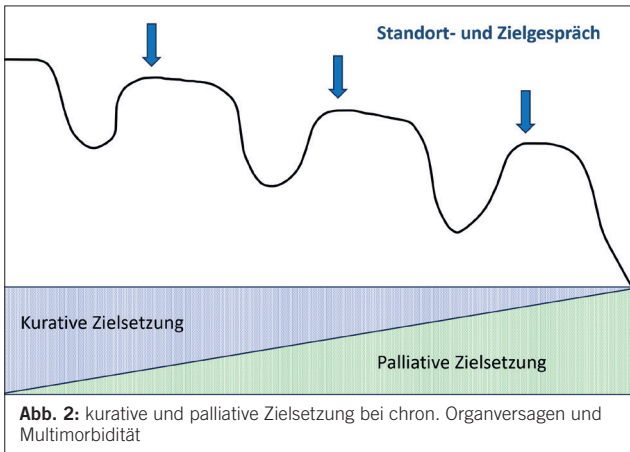 Standort- und Zielgespräch
Kurative Zielsetzung
Palliative Zielsetzung
Abb. 2: kurative und palliative Zielsetzung bei chron. Organversagen und
Multimorbidität